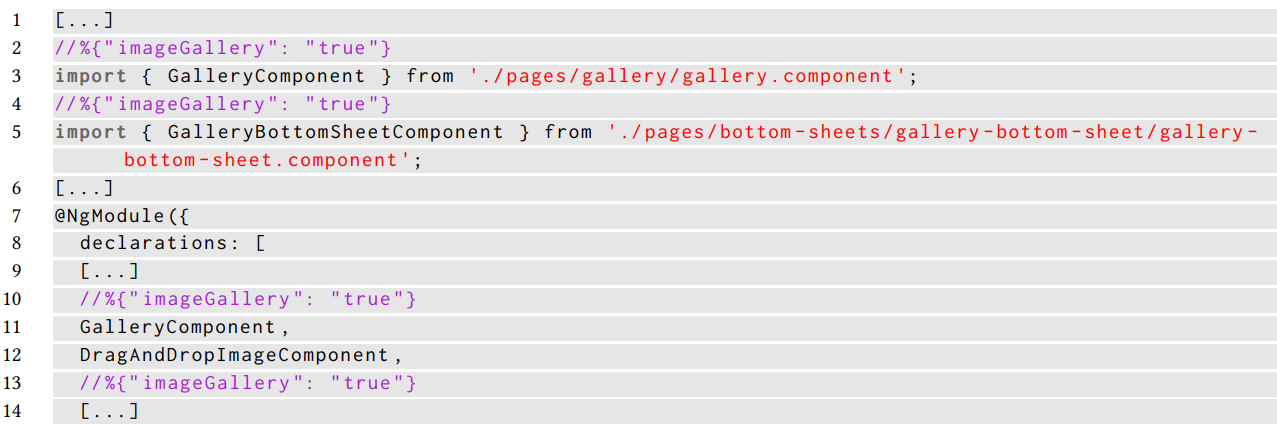 1 [...]
2 //%{"imageGallery": "true"}
3 import { GalleryComponent } from './pages/gallery/gallery.component';
4 //%{"imageGallery": "true"}
5 import { GalleryBottomSheetComponent } from './pages/bottom-sheets/gallery-bottom-sheet/gallery-
bottom-sheet.component';
6 [...]
7 @NgModule({
8 declarations: [
9 [...]
10 //%{"imageGallery": "true"}
11 GalleryComponent,
12 DragAndDropImageComponent,
13 //%{"imageGallery": "true"}
14 [...]